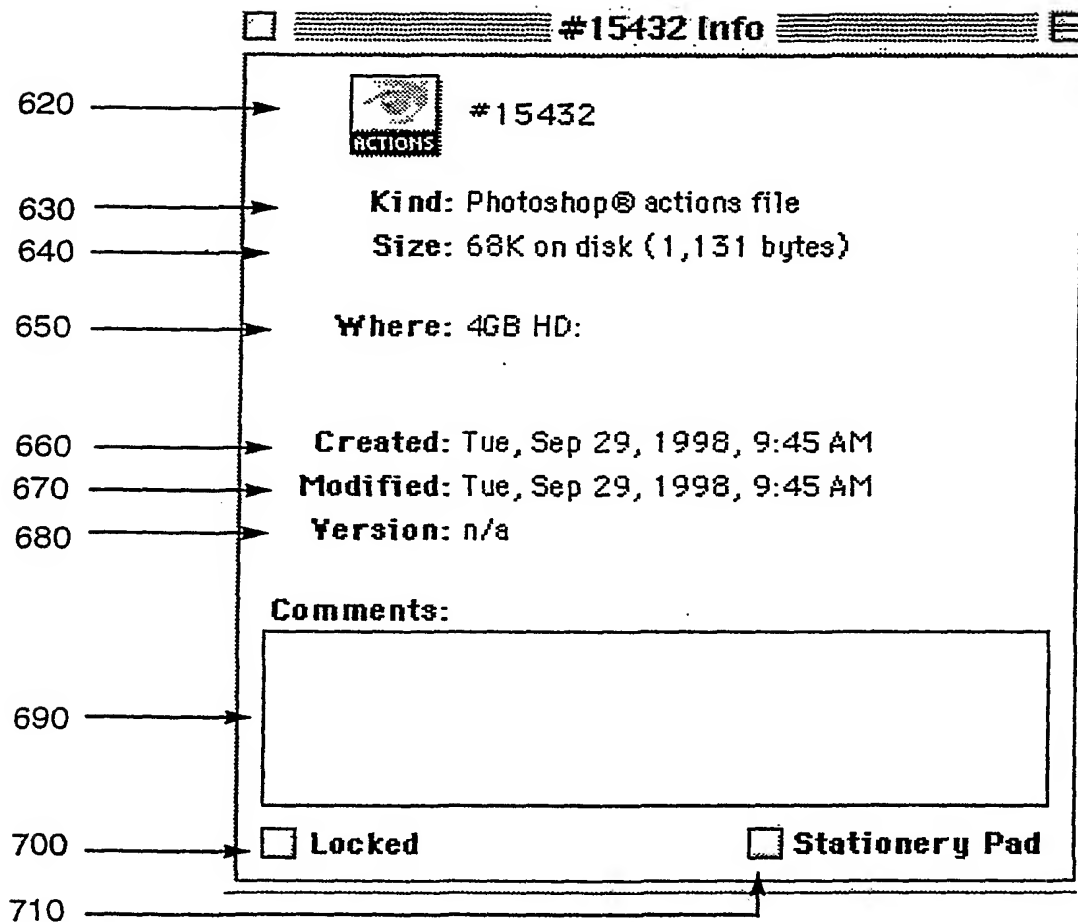 #15432 Info
620 #15432
ACTIONS
630 Kind: Photoshop® actions file
640 Size: 68K on disk (1,131 bytes)
650 Where: 4GB HD:
660 Created: Tue, Sep 29, 1998, 9:45 AM
670 Modified: Tue, Sep 29, 1998, 9:45 AM
680 Version: n/a
Comments:
690
700 Locked Stationery Pad
710